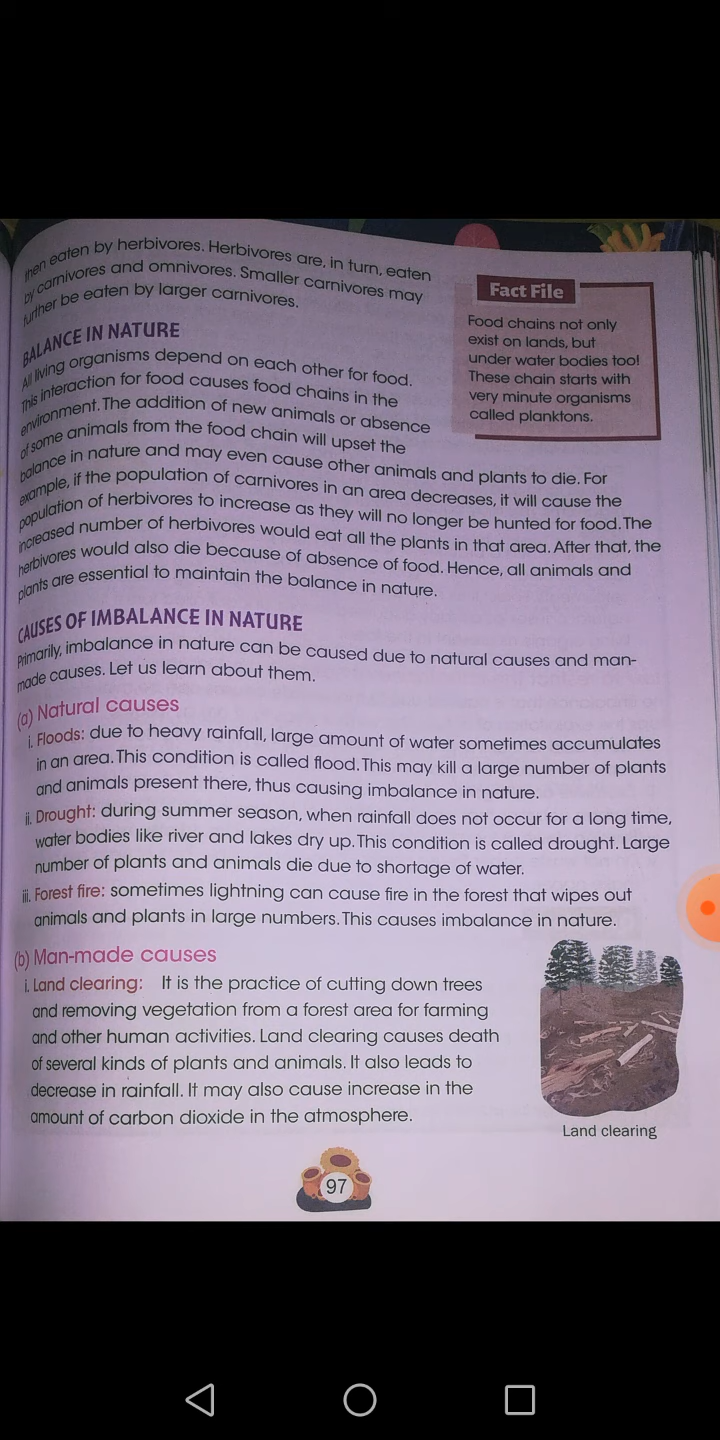 then eaten by herbivores. Herbivores are, in turn, eaten
by carnivores and omnivores. Smaller carnivores may
further be eaten by larger carnivores.
Fact File
Food chains not only
exist on lands, but
under water bodies too!
These chain starts with
very minute organisms
called planktons.
BALANCE IN NATURE
All living organisms depend on each other for food.
This interaction for food causes food chains in the
environment. The addition of new animals or absence
of some animals from the food chain will upset the
balance in nature and may even cause other animals and plants to die. For
example, if the population of carnivores in an area decreases, it will cause the
population of herbivores to increase as they will no longer be hunted for food. The
increased number of herbivores would eat all the plants in that area. After that, the
herbivores would also die because of absence of food. Hence, all animals and
plants are essential to maintain the balance in nature.
CAUSES OF IMBALANCE IN NATURE
Primarily, imbalance in nature can be caused due to natural causes and man-
made causes. Let us learn about them.
(a) Natural causes
i. Floods: due to heavy rainfall, large amount of water sometimes accumulates
in an area. This condition is called flood. This may kill a large number of plants
and animals present there, thus causing imbalance in nature.
ii. Drought: during summer season, when rainfall does not occur for a long time,
water bodies like river and lakes dry up. This condition is called drought. Large
number of plants and animals die due to shortage of water.
iii. Forest fire: sometimes lightning can cause fire in the forest that wipes out
animals and plants in large numbers. This causes imbalance in nature.
(b) Man-made causes
i. Land clearing: It is the practice of cutting down trees
and removing vegetation from a forest area for farming
and other human activities. Land clearing causes death
of several kinds of plants and animals. It also leads to
decrease in rainfall. It may also cause increase in the
amount of carbon dioxide in the atmosphere.
Land clearing
97